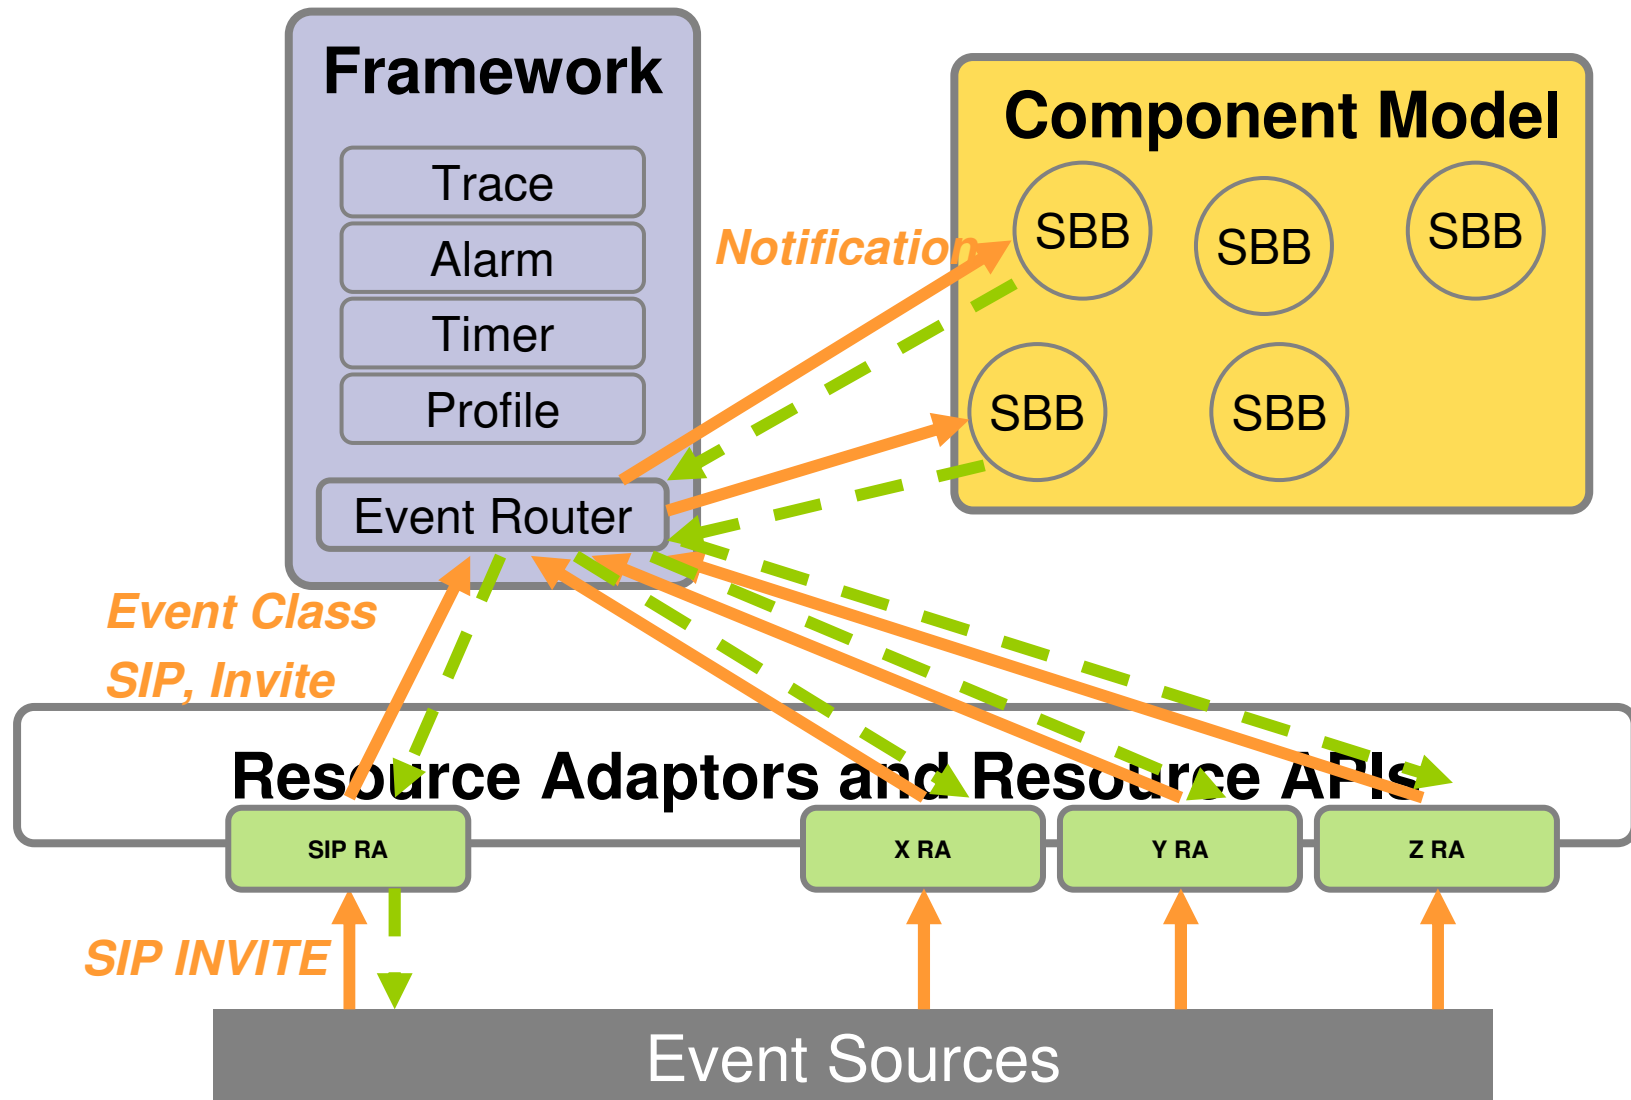 Framework
Trace
Alarm
Timer
Profile
Event Router
Notification
Component Model
SBB
SBB
SBB
SBB
SBB
Event Class
SIP, Invite
Resource Adaptors and Resource APIs
SIP RA
X RA
Y RA
Z RA
SIP INVITE
Event Sources